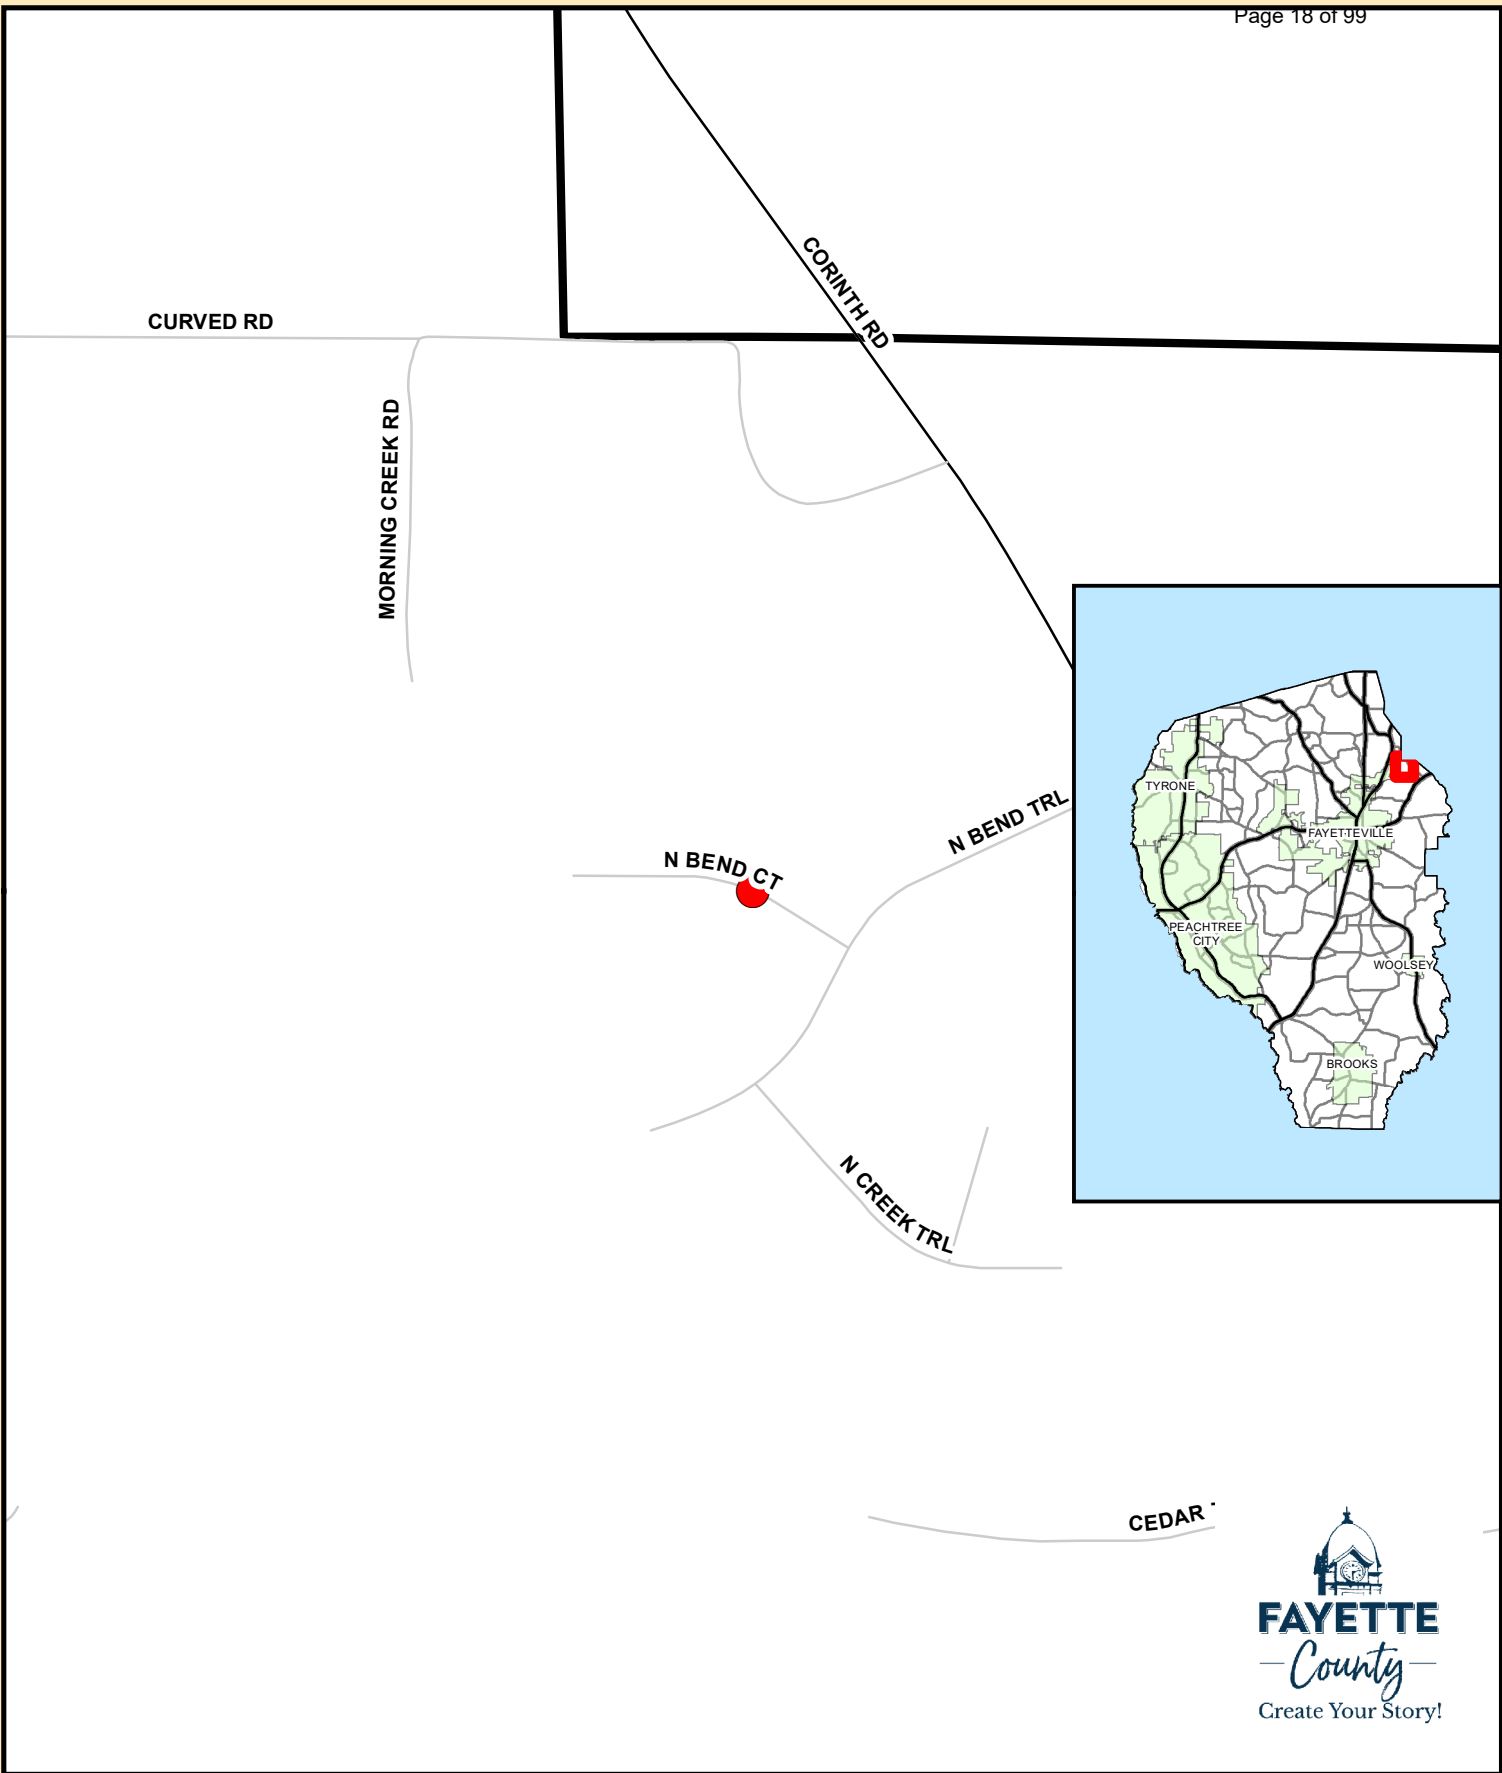 Page 18 of 99
CORINTH RD
CURVED RD
MORNING CREEK RD
TYRONE
N BEND TRL
FAYETTEVILLE
N BEND CT
PEACHTREE
CITY
WOOLSEY
BROOKS
N CREEK TRL
CEDAR
FAYETTE
County
Create Your Story!